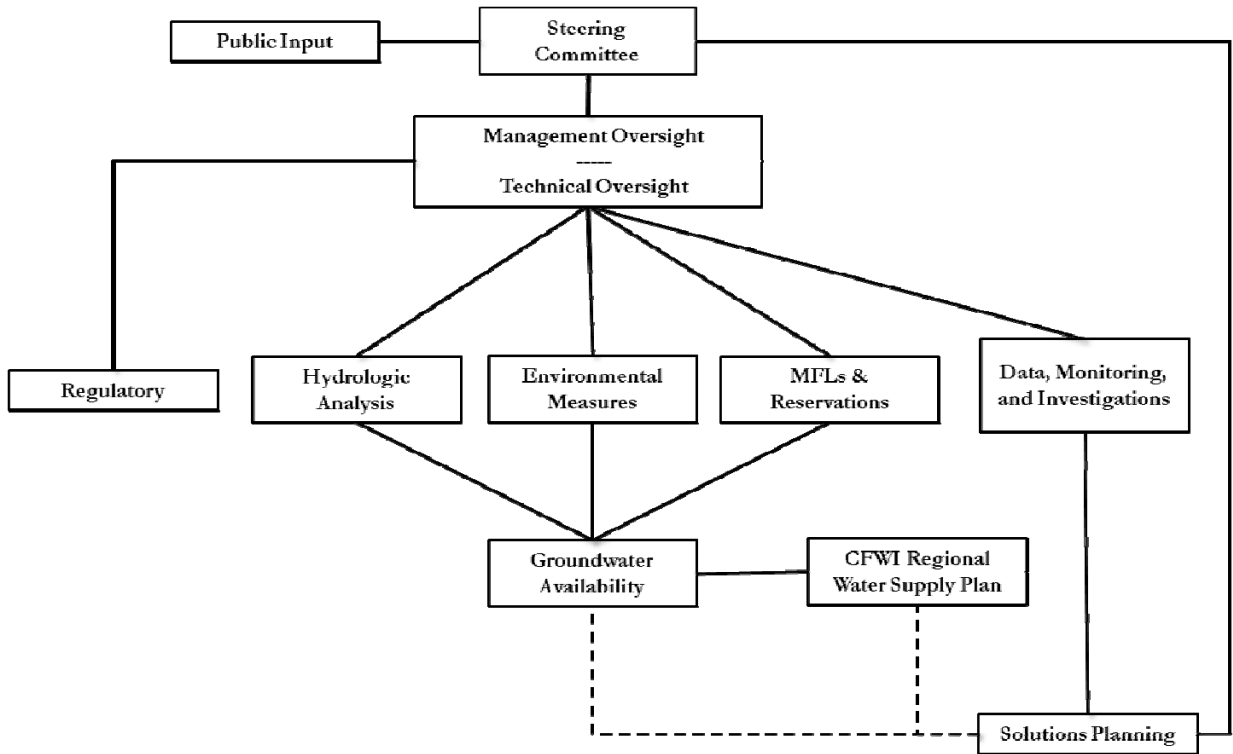 Public Input
Steering
Committee
Management Oversight
-----
Technical Oversight
Regulatory
Hydrologic
Analysis
Environmental
Measures
MFLs &
Reservations
Data, Monitoring,
and Investigations
Groundwater
Availability
CFWI Regional
Water Supply Plan
Solutions Planning